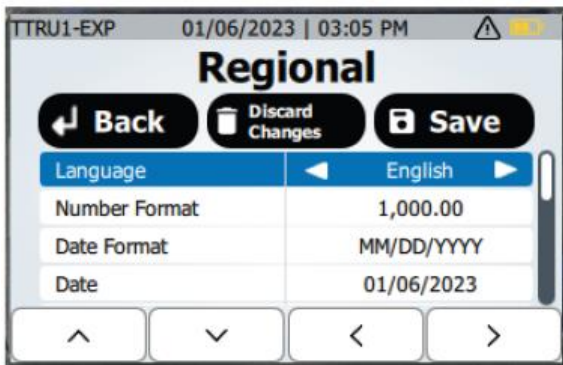 TTRU1-EXP 01/06/2023 | 03:05 PM
Regional
Back Discard Changes Save
Language English
Number Format 1,000.00
Date Format MM/DD/YYYY
Date 01/06/2023